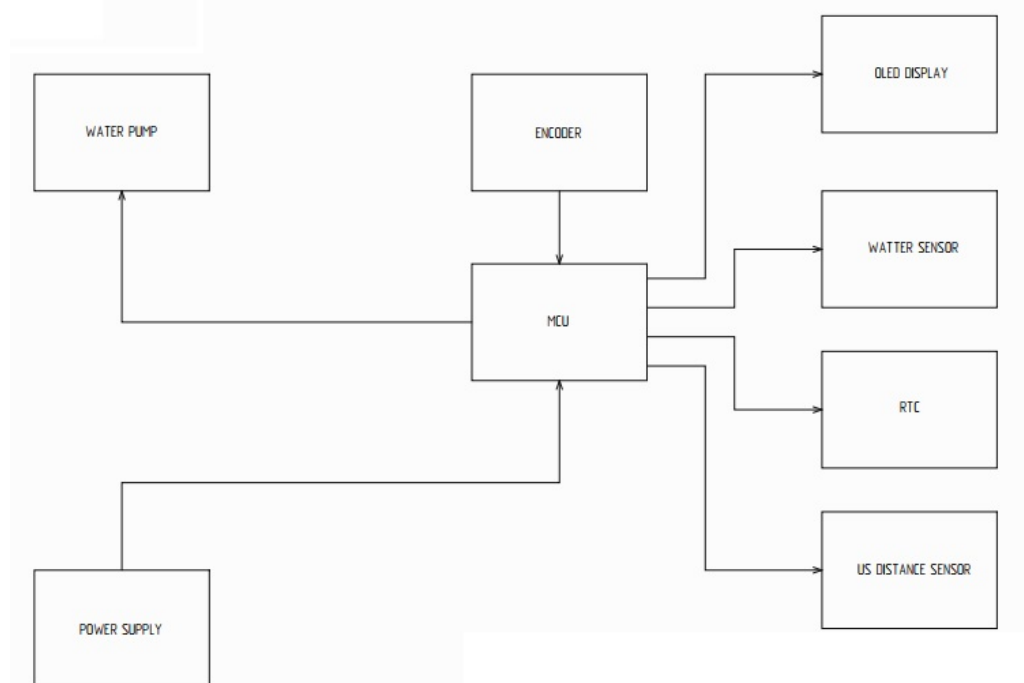 OLED DISPLAY
WATER PUMP
ENCODER
WATTER SENSOR
MCU
RTC
US DISTANCE SENSOR
POWER SUPPLY